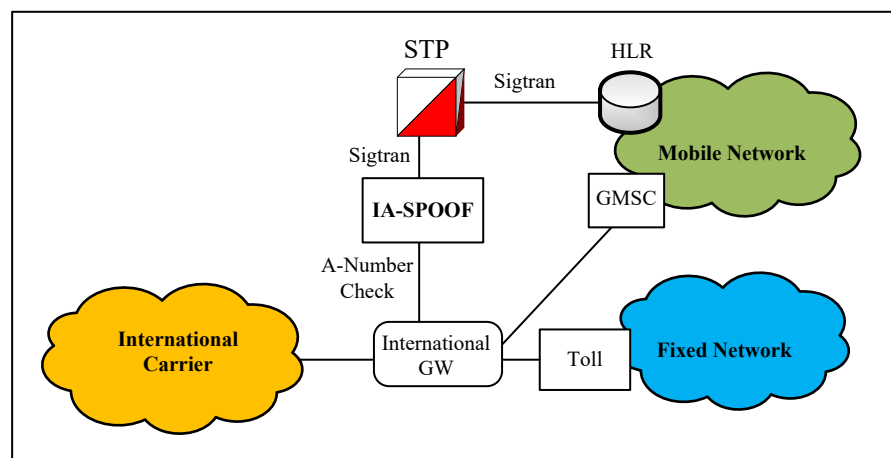 STP
HLR
Sigtran
Sigtran
Mobile Network
IA-SPOOF
GMSC
A-Number
Check
International
Carrier
International
GW
Toll
Fixed Network